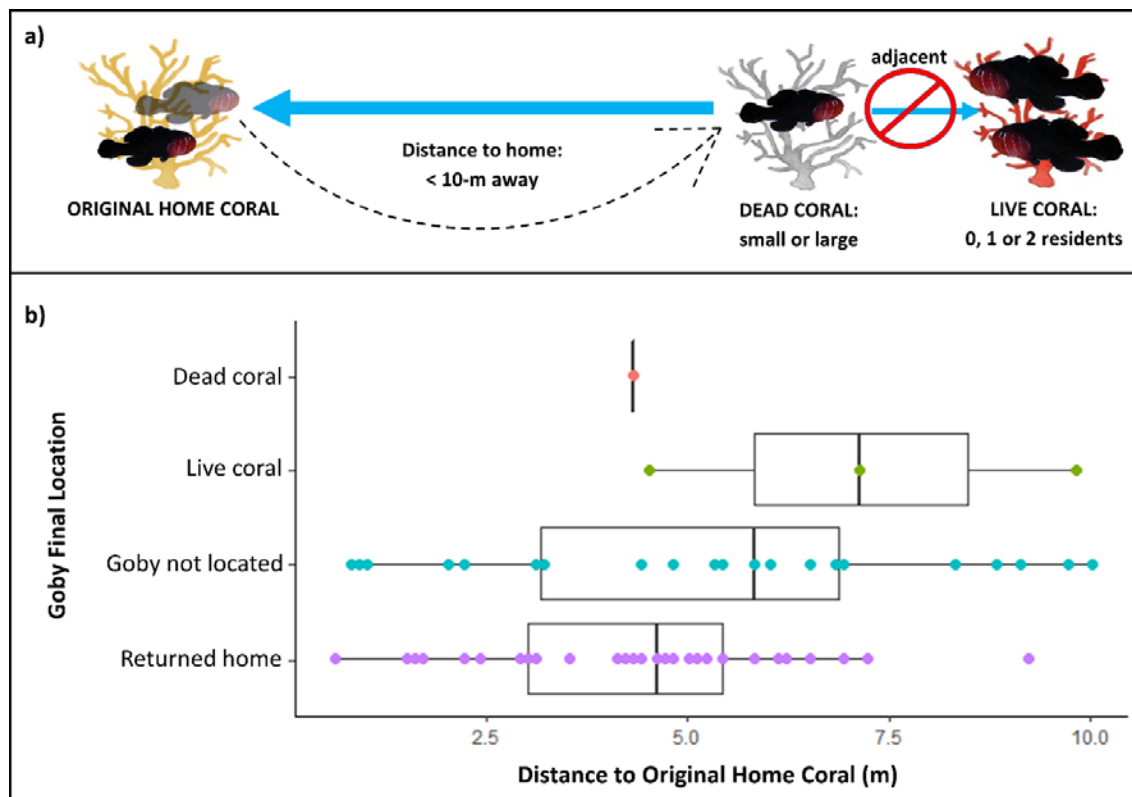 a)
adjacent
Distance to home:
< 10-m away
ORIGINAL HOME CORAL
DEAD CORAL:
small or large
LIVE CORAL:
0, 1 or 2 residents
b)
Goby Final Location
Dead coral
Live coral
Goby not located
Returned home
2.5
5.0
7.5
10.0
Distance to Original Home Coral (m)